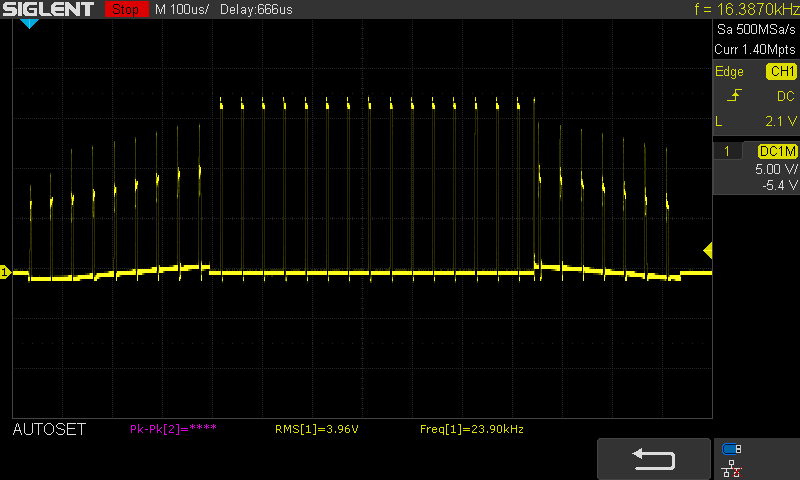 SIGLENT Stop M 100us/ Delay:666us f = 16.3870kHz
Sa 500MSa/s
Curr 1.40Mpts
Edge CH1
DC
L 2.1 V
1 DC1M
5.00 V/
-5.4 V
1
AUTOSET Pk-Pk[2]=**** RMS[1]=3.96V Freq[1]=23.90kHz